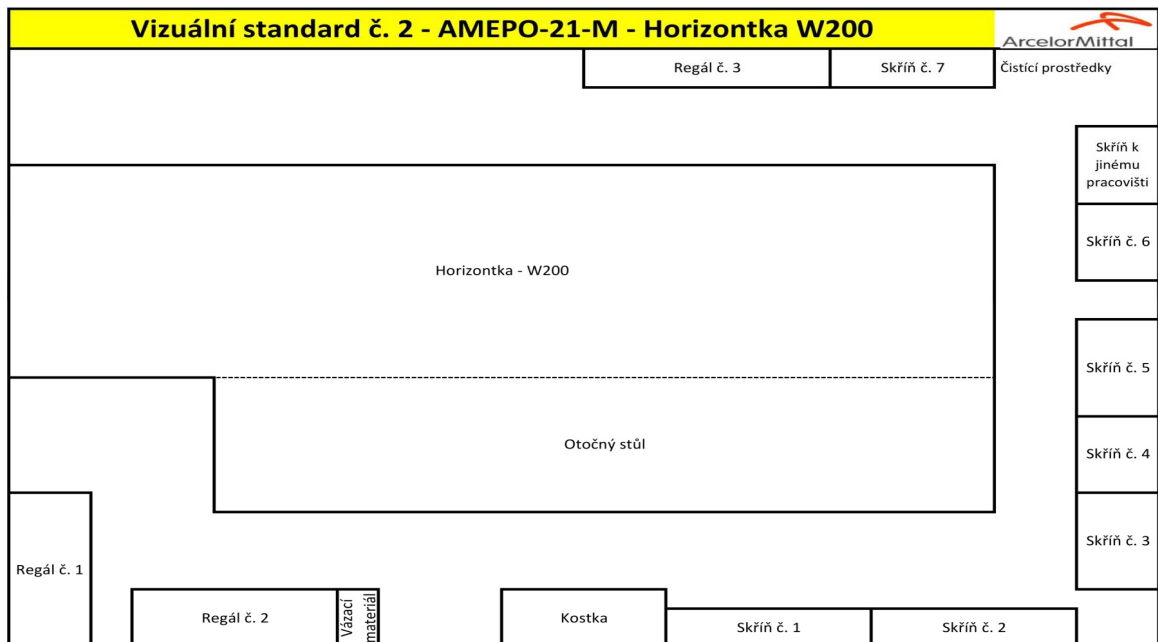 Vizuální standard č. 2 - AMEPO-21-M - Horizontka W200
ArcelorMittal
Regál č. 3
Skříň č. 7
Čistící prostředky
Skříň k
jinému
pracovišti
Skříň č. 6
Horizontka - W200
Skříň č. 5
Otočný stůl
Skříň č. 4
Skříň č. 3
Regál č. 1
Regál č. 2
Vázací
materiál
Kostka
Skříň č. 1
Skříň č. 2